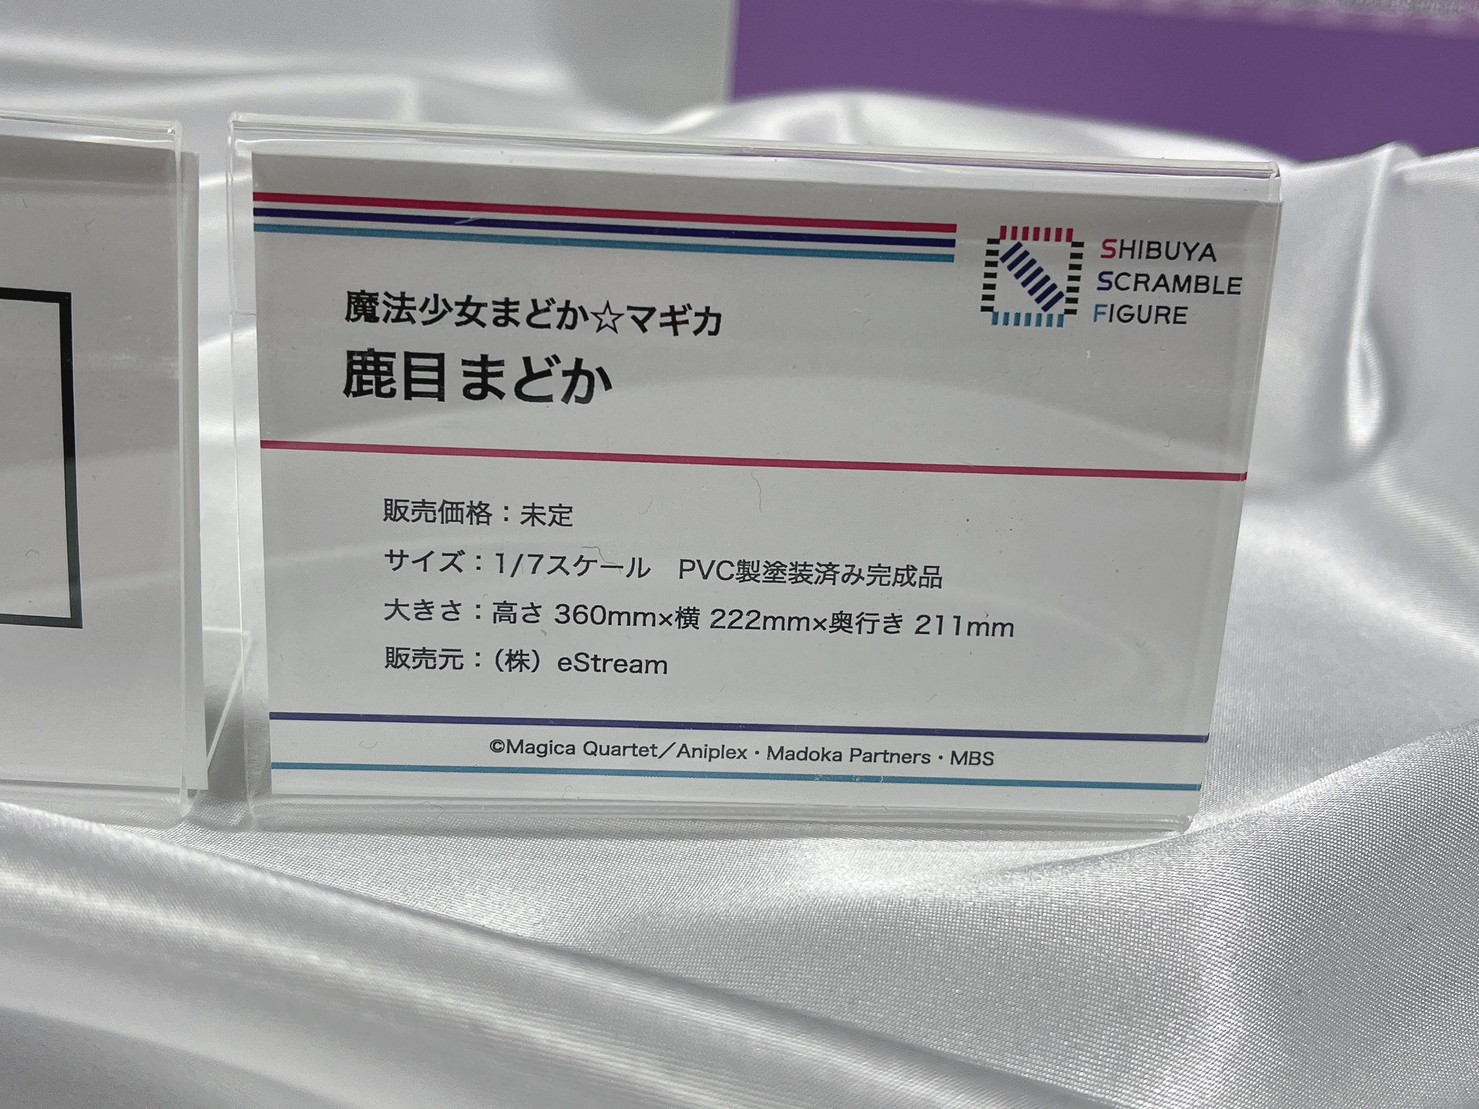 SHIBUYA
SCRAMBLE
FIGURE
魔法少女まどか☆マギカ
鹿目まどか
販売価格：未定
サイズ：1/7スケール　PVC製塗装済み完成品
大きさ：高さ 360mm×横 222mm×奥行き 211mm
販売元：（株）eStream
©Magica Quartet／Aniplex・Madoka Partners・MBS